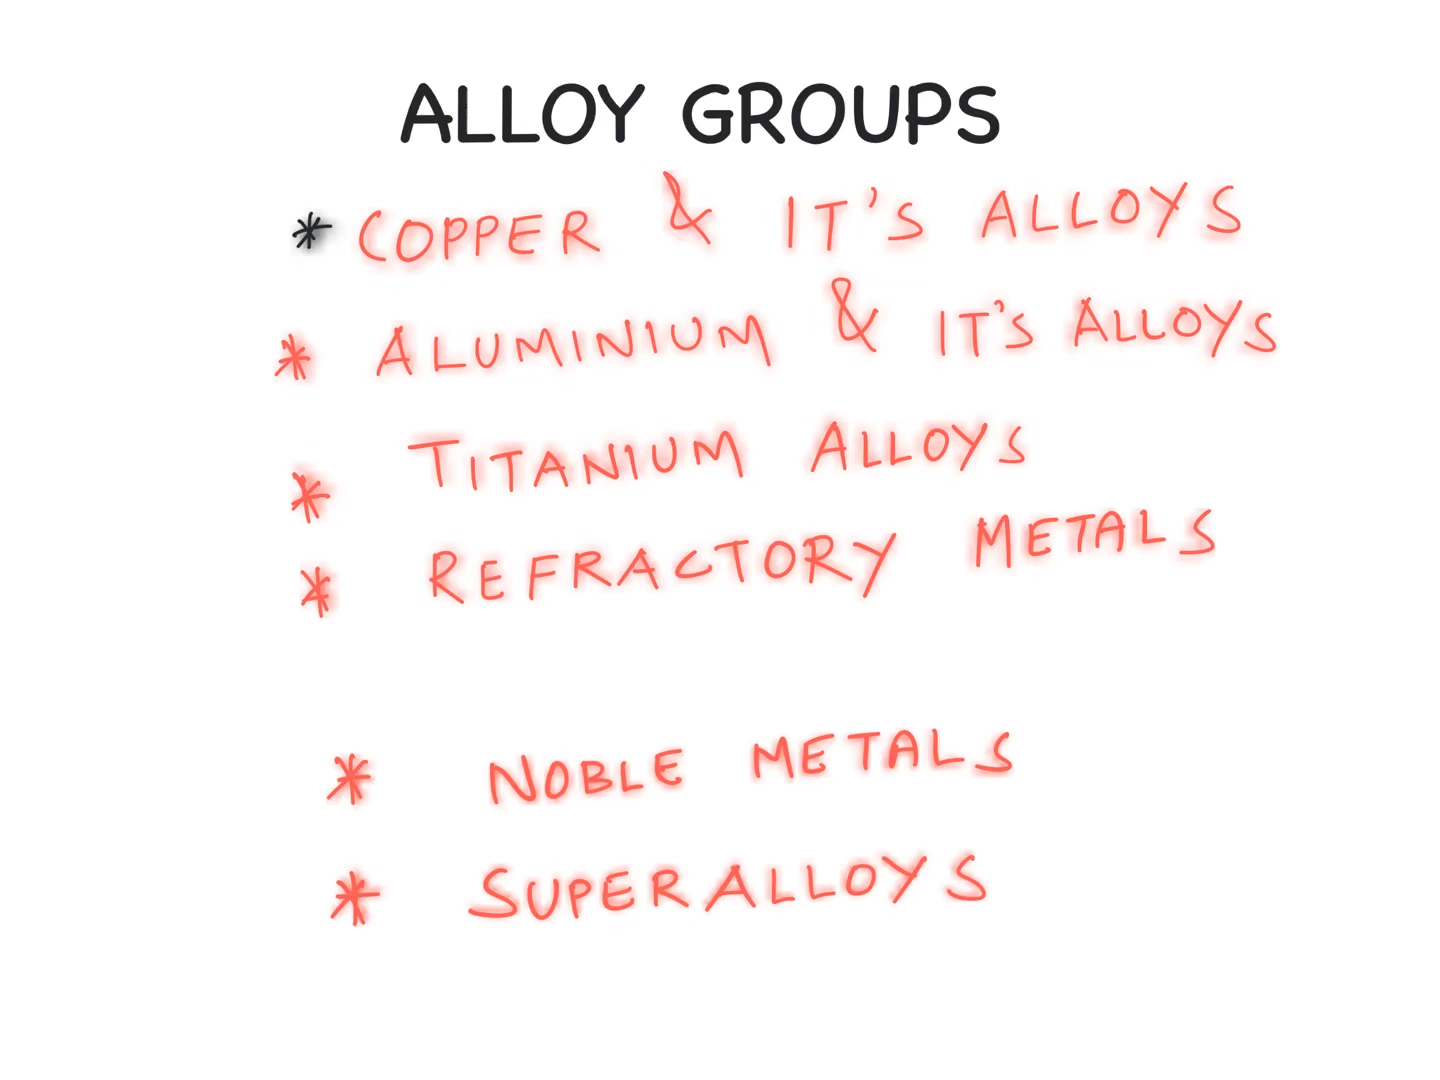 ALLOY GROUPS
* COPPER & IT'S ALLOYS
* ALUMINIUM & IT'S ALLOYS
* TITANIUM ALLOYS
* REFRACTORY METALS
* NOBLE METALS
* SUPERALLOYS